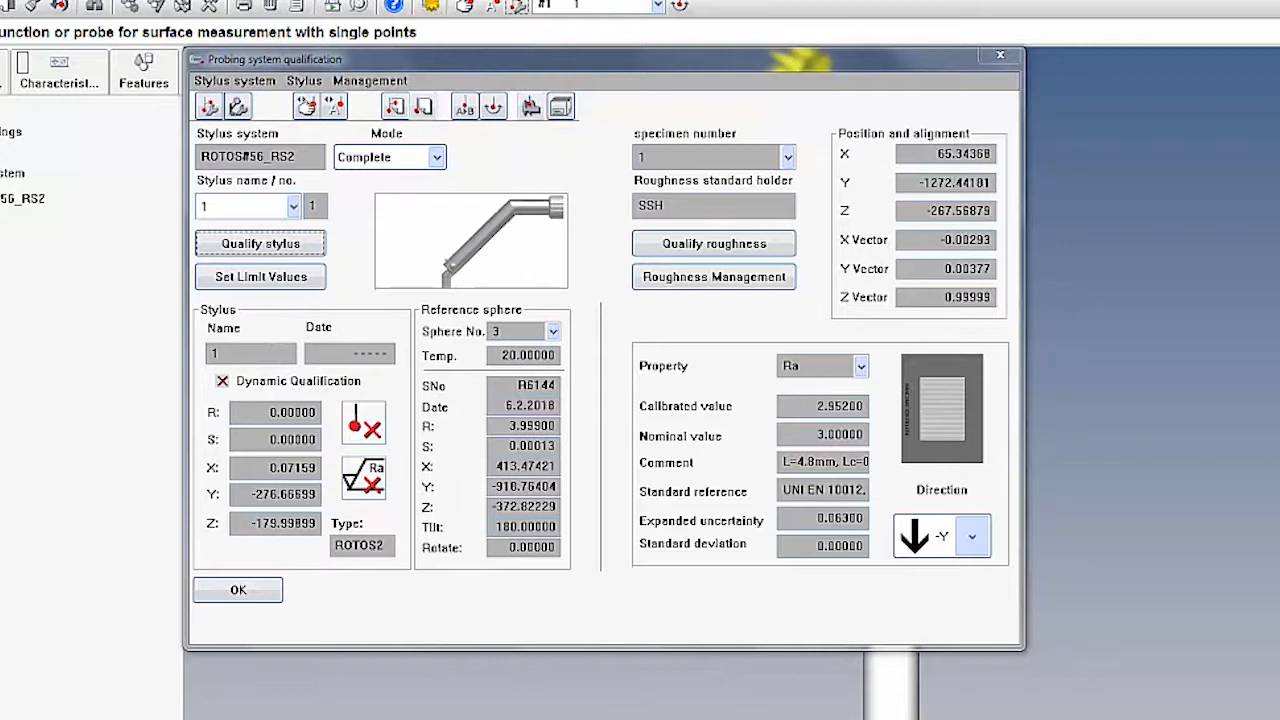 #1 1
unction or probe for surface measurement with single points
Probing system qualification
Characterist... Features
Stylus system Stylus Management
ngs
stem
56_RS2
Stylus system Mode
ROTOS#56_RS2 Complete
Stylus name / no.
1 1
Qualify stylus
Set Limit Values
specimen number
1
Roughness standard holder
SSH
Qualify roughness
Roughness Management
Position and alignment
X 65.34368
Y -1272.44101
Z -267.56879
X Vector -0.00293
Y Vector 0.00377
Z Vector 0.99999
Stylus
Name Date
1 -----
Dynamic Qualification
R: 0.00000
S: 0.00000
X: 0.07159
Ra
Y: -276.66699
Z: -179.99899
Type:
ROTOS2
Reference sphere
Sphere No. 3
Temp. 20.00000
SNo R6144
Date 6.2.2018
R: 3.99900
S: 0.00013
X: 413.47421
Y: -916.76404
Z: -372.82229
Tilt: 180.00000
Rotate: 0.00000
Property Ra
Calibrated value 2.95200
Nominal value 3.00000
Comment L=4.8mm, Lc=0
Standard reference UNI EN 10012,
Expanded uncertainty 0.06300
Standard deviation 0.00000
Direction
-Y
OK